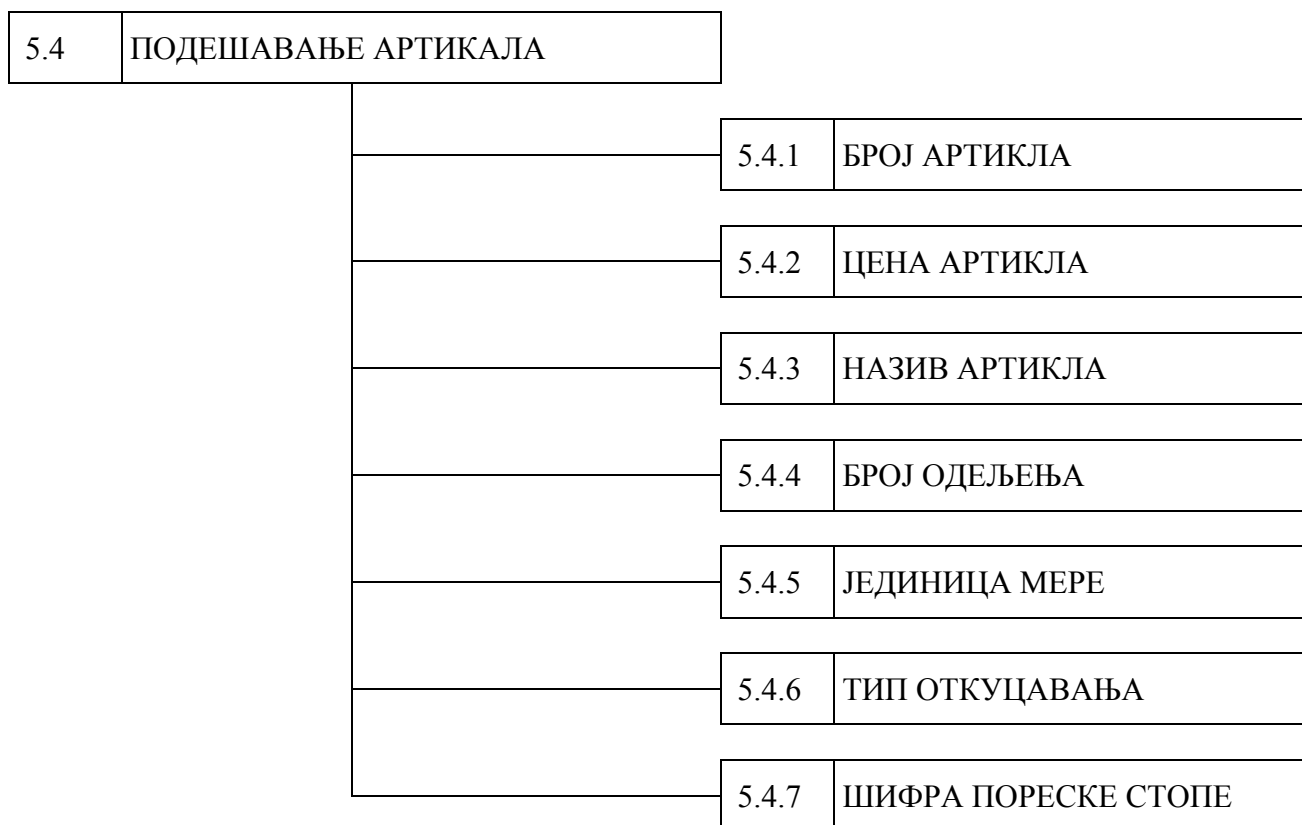 5.4 ПОДЕШАВАЊЕ АРТИКАЛА
5.4.1 БРОЈ АРТИКЛА
5.4.2 ЦЕНА АРТИКЛА
5.4.3 НАЗИВ АРТИКЛА
5.4.4 БРОЈ ОДЕЉЕЊА
5.4.5 ЈЕДИНИЦА МЕРЕ
5.4.6 ТИП ОТКУЦАВАЊА
5.4.7 ШИФРА ПОРЕСКЕ СТОПЕ